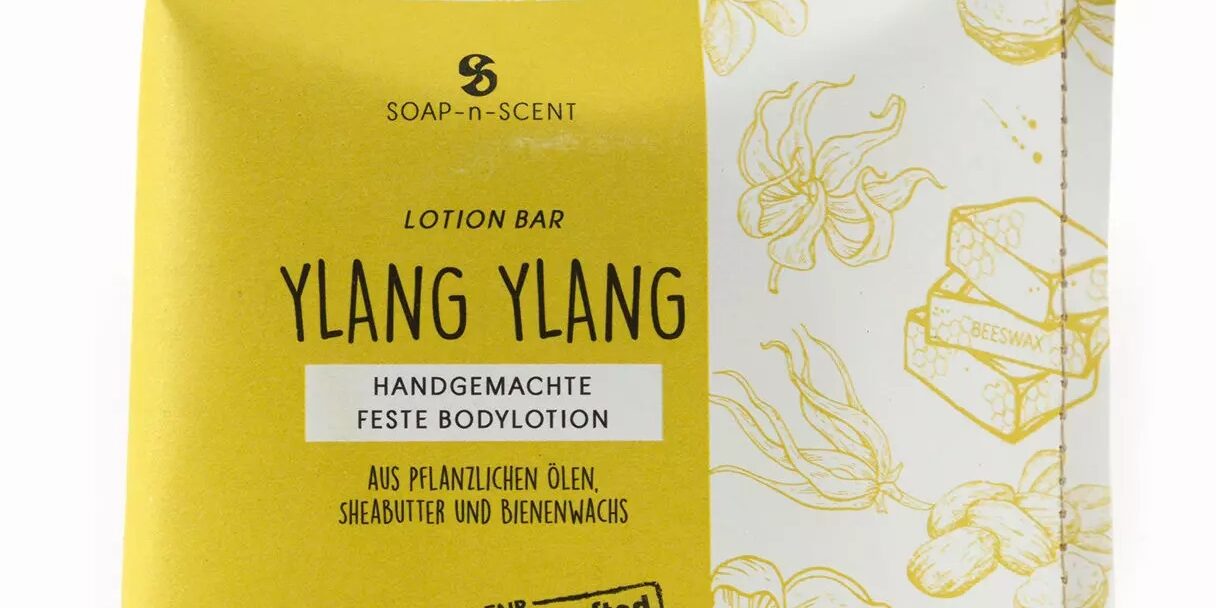 SOAP-n-SCENT
LOTION BAR
YLANG YLANG
HANDGEMACHTE
FESTE BODYLOTION
AUS PFLANZLICHEN ÖLEN,
SHEABUTTER UND BIENENWACHS
BEESWAX